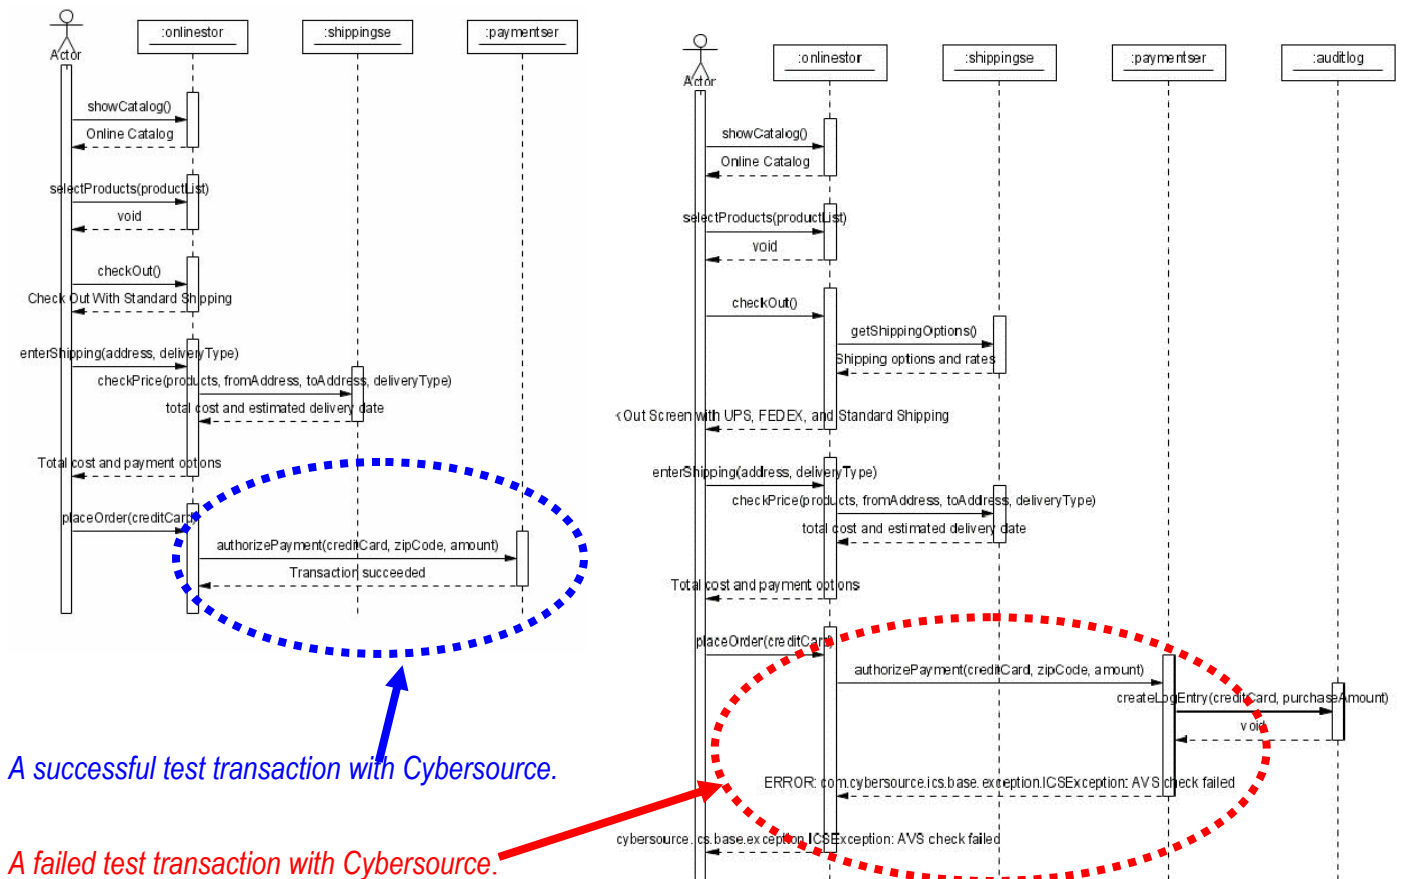 :onlinestor
:shippingse
:paymentser
Actor
showCatalog()
Online Catalog
selectProducts(productList)
void
checkOut()
Check Out With Standard Shipping
enterShipping(address, deliveryType)
checkPrice(products, fromAddress, toAddress, deliveryType)
total cost and estimated delivery date
Total cost and payment options
placeOrder(creditCard)
authorizePayment(creditCard, zipCode, amount)
Transaction succeeded
A successful test transaction with Cybersource.
A failed test transaction with Cybersource.
:onlinestor
:shippingse
:paymentser
:auditlog
Actor
showCatalog()
Online Catalog
selectProducts(productList)
void
checkOut()
getShippingOptions()
Shipping options and rates
k Out Screen with UPS, FEDEX, and Standard Shipping
enterShipping(address, deliveryType)
checkPrice(products, fromAddress, toAddress, deliveryType)
total cost and estimated delivery date
Total cost and payment options
placeOrder(creditCard)
authorizePayment(creditCard, zipCode, amount)
createLogEntry(creditCard, purchaseAmount)
void
ERROR: com.cybersource.ics.base.exception.ICSException: AVS check failed
cybersource.ics.base.exception.ICSException: AVS check failed